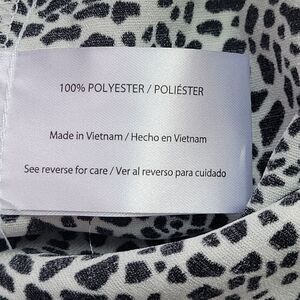 100% POLYESTER / POLIÉSTER
Made in Vietnam / Hecho en Vietnam
See reverse for care / Ver al reverso para cuidado